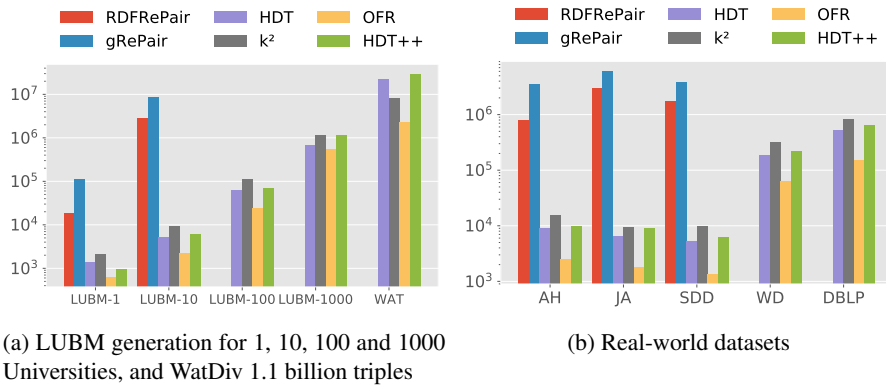 RDFRePair HDT OFR
gRePair k² HDT++
10⁷
10⁶
10⁵
10⁴
10³
LUBM-1 LUBM-10 LUBM-100 LUBM-1000 WAT
(a) LUBM generation for 1, 10, 100 and 1000
Universities, and WatDiv 1.1 billion triples
RDFRePair HDT OFR
gRePair k² HDT++
10⁶
10⁵
10⁴
10³
AH JA SDD WD DBLP
(b) Real-world datasets